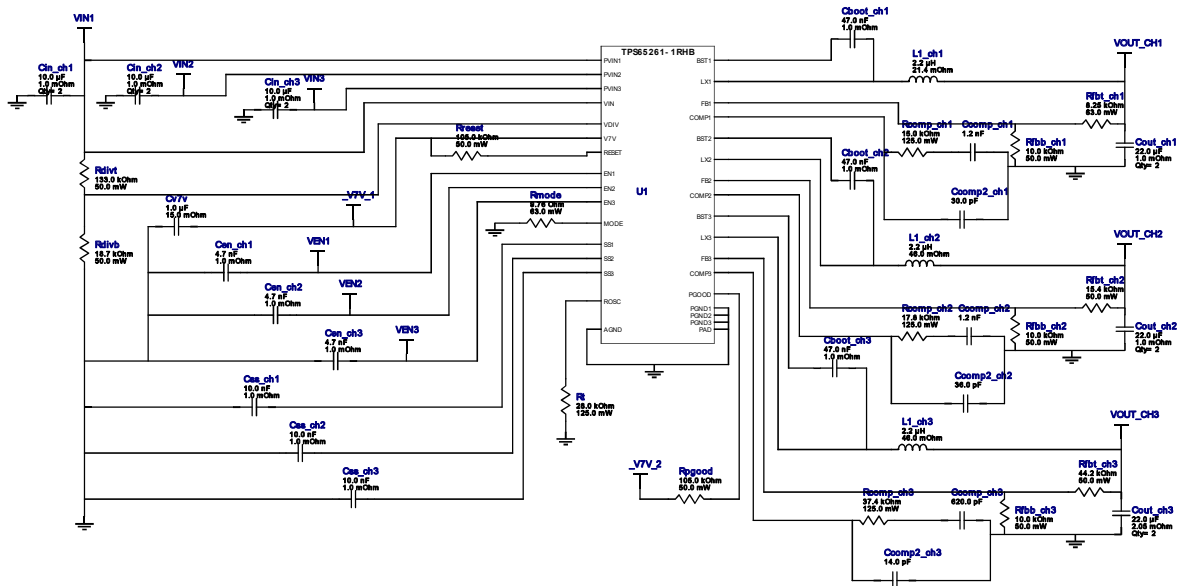 VIN1
Cin_ch1
10.0 µF
1.0 mOhm
Qty= 2
Cin_ch2
10.0 µF
1.0 mOhm
Qty= 2
VIN2
Cin_ch3
10.0 µF
1.0 mOhm
Qty= 2
VIN3
Rdivt
133.0 kOhm
50.0 mW
Rdivb
18.7 kOhm
50.0 mW
Cv7v
1.0 µF
15.0 mOhm
_V7V_1
Rreset
105.0 kOhm
50.0 mW
Rmode
63.0 mW
Cen_ch1
4.7 nF
1.0 mOhm
VEN1
Cen_ch2
4.7 nF
1.0 mOhm
VEN2
Cen_ch3
4.7 nF
1.0 mOhm
VEN3
Css_ch1
10.0 nF
1.0 mOhm
Css_ch2
10.0 nF
1.0 mOhm
Css_ch3
10.0 nF
1.0 mOhm
Rt
125.0 mW
TPS65261-1RHB
U1
PVIN1
PVIN2
PVIN3
VIN
VDIV
V7V
RESET
EN1
EN2
EN3
MODE
SS1
SS2
SS3
ROSC
AGND
BST1
LX1
FB1
COMP1
BST2
LX2
FB2
COMP2
BST3
LX3
FB3
COMP3
PGOOD
PGND1
PGND2
PGND3
PAD
_V7V_2
Rpgood
105.0 kOhm
50.0 mW
Cboot_ch1
47.0 nF
1.0 mOhm
L1_ch1
2.2 µH
21.4 mOhm
VOUT_CH1
Rfbt_ch1
8.25 kOhm
63.0 mW
Rcomp_ch1
125.0 mW
Ccomp_ch1
1.2 nF
Rfbb_ch1
10.0 kOhm
50.0 mW
Cout_ch1
22.0 µF
1.0 mOhm
Qty= 2
Ccomp2_ch1
30.0 pF
Cboot_ch2
47.0 nF
1.0 mOhm
L1_ch2
2.2 µH
46.0 mOhm
VOUT_CH2
Rfbt_ch2
15.4 kOhm
50.0 mW
Rcomp_ch2
17.8 kOhm
125.0 mW
Ccomp_ch2
1.2 nF
Rfbb_ch2
10.0 kOhm
50.0 mW
Cout_ch2
22.0 µF
1.0 mOhm
Qty= 2
Ccomp2_ch2
36.0 pF
Cboot_ch3
47.0 nF
1.0 mOhm
L1_ch3
2.2 µH
46.0 mOhm
VOUT_CH3
Rfbt_ch3
44.2 kOhm
50.0 mW
Rcomp_ch3
37.4 kOhm
125.0 mW
Ccomp_ch3
620.0 pF
Rfbb_ch3
10.0 kOhm
50.0 mW
Cout_ch3
22.0 µF
2.05 mOhm
Qty= 2
Ccomp2_ch3
14.0 pF